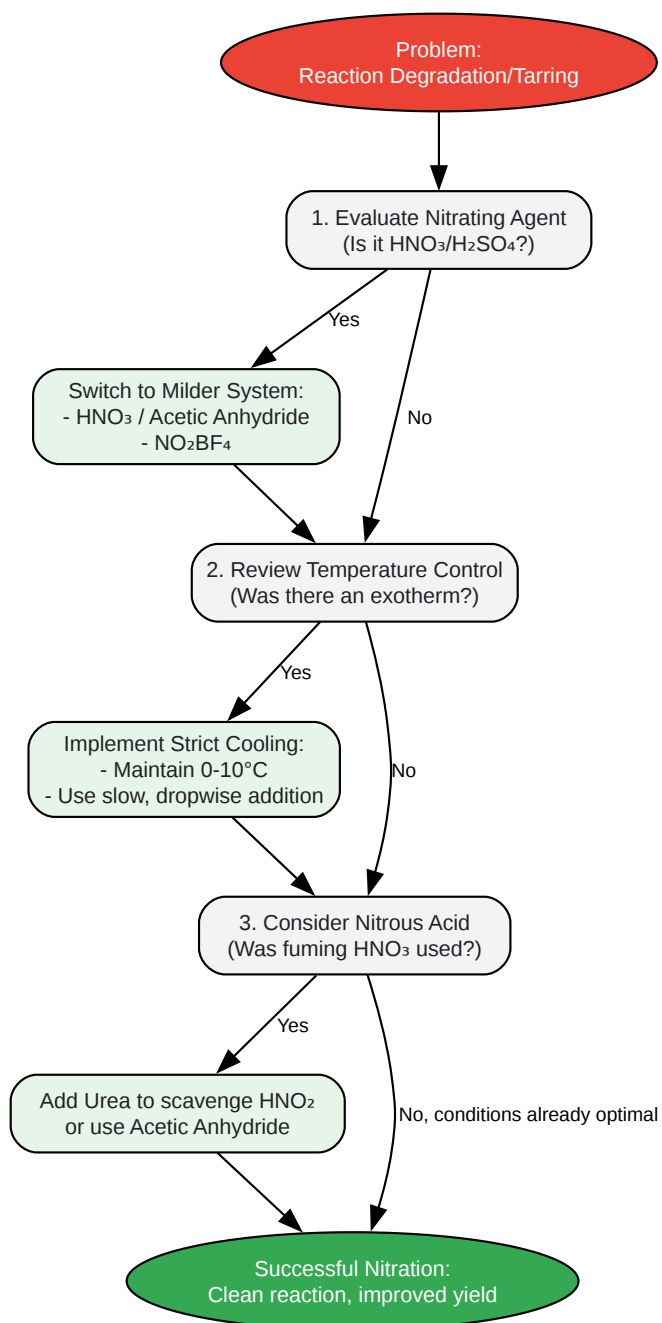 Problem:
Reaction Degradation/Tarring
1. Evaluate Nitrating Agent
(Is it HNO₃/H₂SO₄?)
Yes
Switch to Milder System:
- HNO₃ / Acetic Anhydride
- NO₂BF₄
No
2. Review Temperature Control
(Was there an exotherm?)
Yes
Implement Strict Cooling:
- Maintain 0-10°C
- Use slow, dropwise addition
No
3. Consider Nitrous Acid
(Was fuming HNO₃ used?)
Yes
Add Urea to scavenge HNO₂
or use Acetic Anhydride
No, conditions already optimal
Successful Nitration:
Clean reaction, improved yield